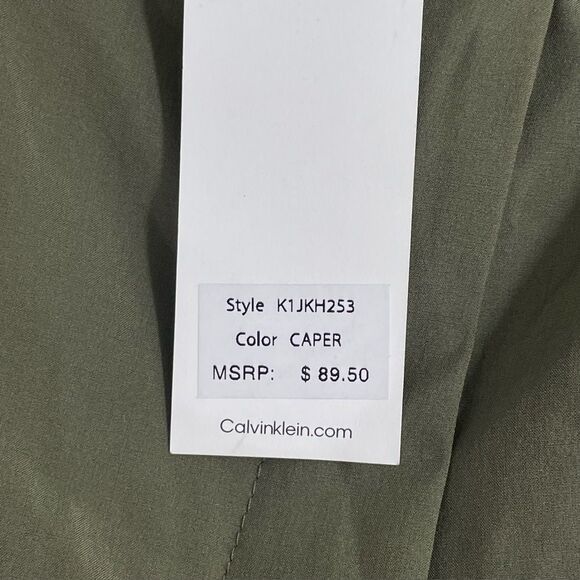 Style K1JKH253
Color CAPER
MSRP: $ 89.50
Calvinklein.com